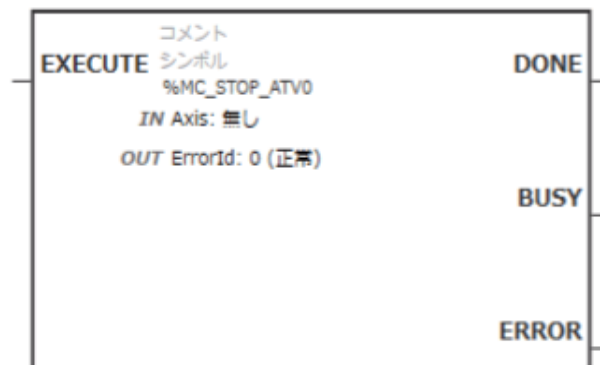 コメント
EXECUTE シンボル DONE
%MC_STOP_ATV0
IN Axis: 無し
OUT ErrorId: 0 (正常)
BUSY
ERROR